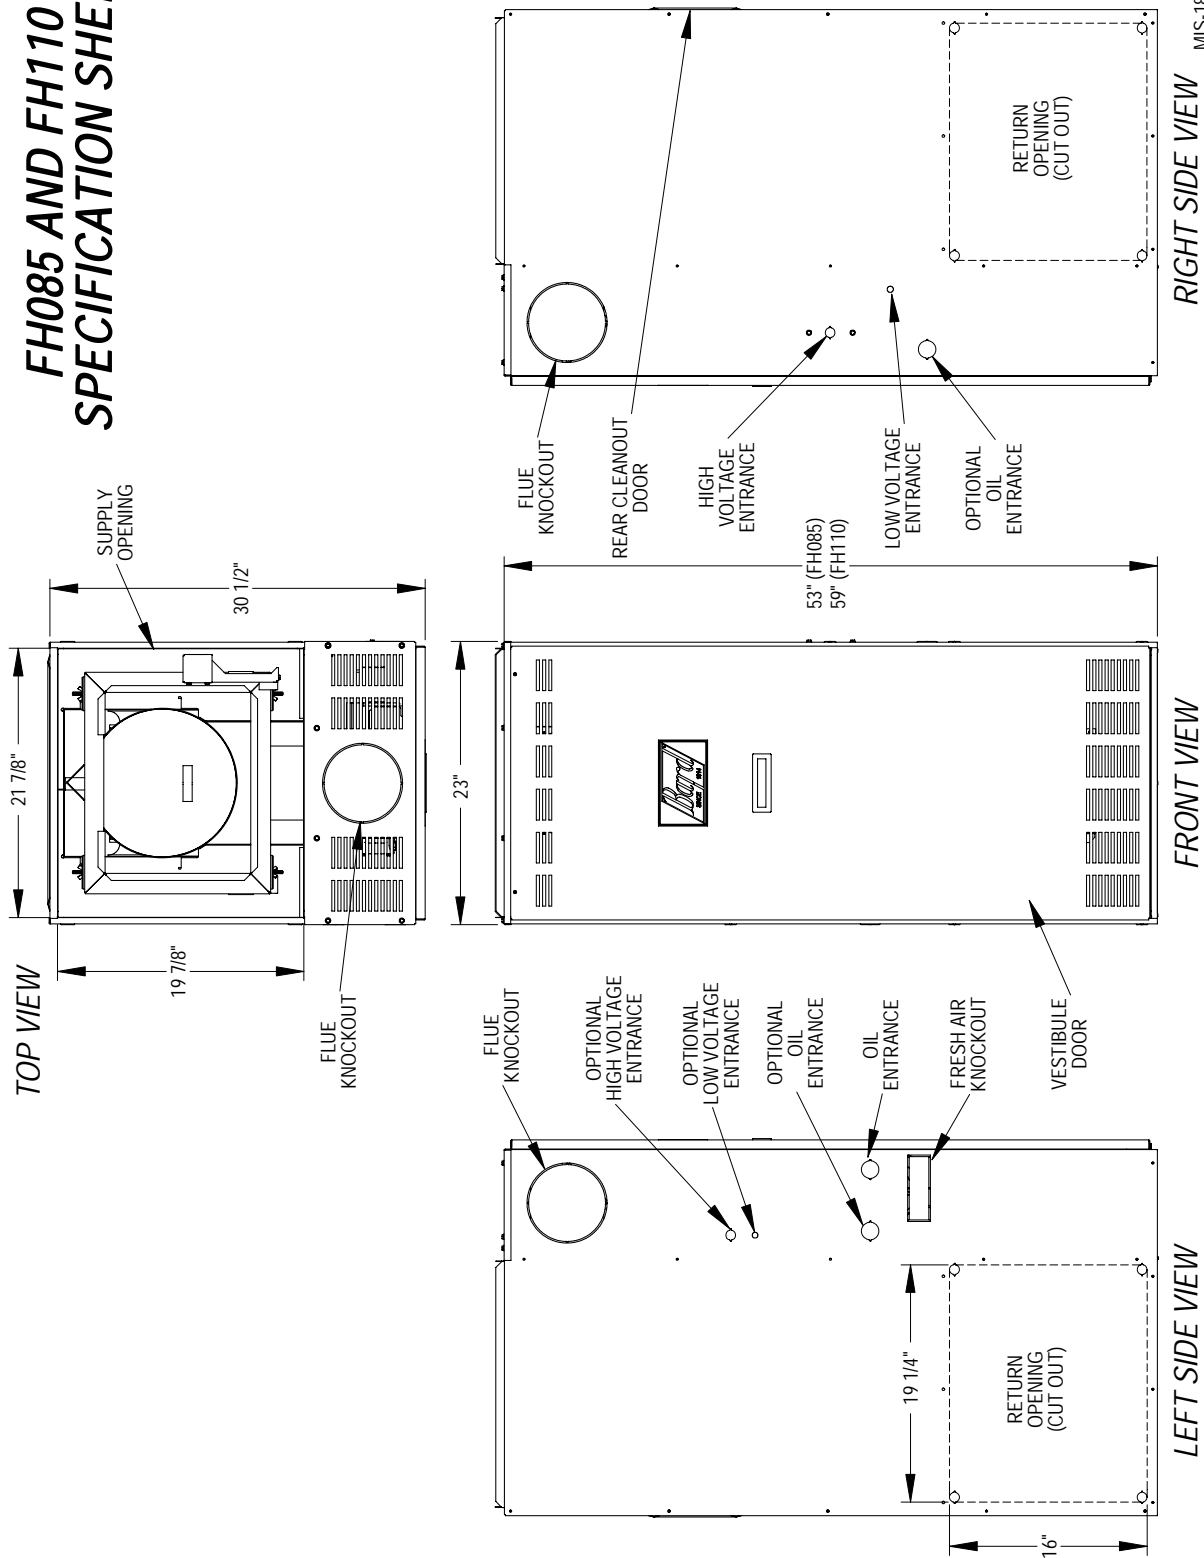 FH085 AND FH110
SPECIFICATION
TOP VIEW
21 7/8"
19 7/8"
30 1/2"
SUPPLY
OPENING
FLUE
KNOCKOUT
23"
FLUE
KNOCKOUT
OPTIONAL
HIGH VOLTAGE
ENTRANCE
OPTIONAL
LOW VOLTAGE
ENTRANCE
OPTIONAL
OIL
ENTRANCE
OIL
ENTRANCE
FRESH AIR
KNOCKOUT
VESTIBULE
DOOR
19 1/4"
16"
RETURN
OPENING
(CUT OUT)
LEFT SIDE VIEW
Bard
SINCE 1914
FRONT VIEW
53" (FH085)
59" (FH110)
FLUE
KNOCKOUT
REAR CLEANOUT
DOOR
HIGH
VOLTAGE
ENTRANCE
LOW VOLTAGE
ENTRANCE
OPTIONAL
OIL
ENTRANCE
RETURN
OPENING
(CUT OUT)
RIGHT SIDE VIEW